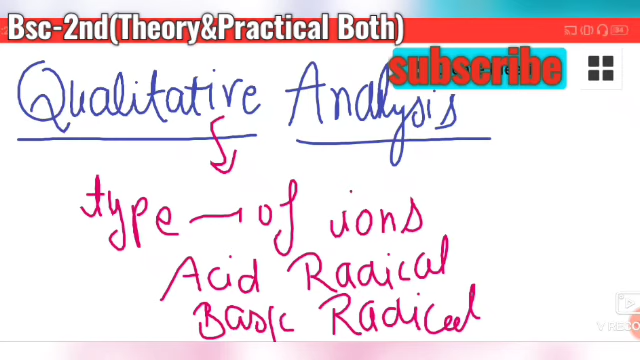 Bsc-2nd(Theory&Practical Both)
subscribe
Qualitative Analysis
type → of ions
Acid Radical
Basic Radical